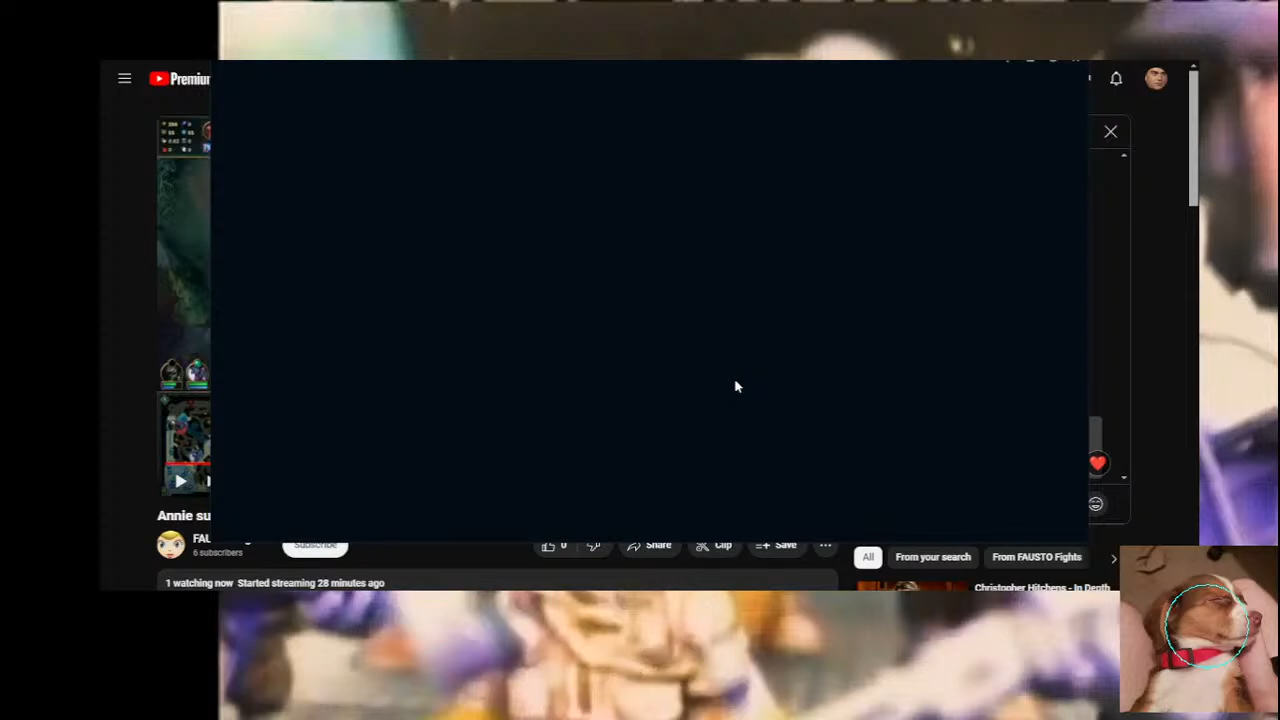 Premiu
Annie su
FAU
6 subscribers
Subscribe
0
Share
Clip
Save
1 watching now Started streaming 28 minutes ago
All
From your search
From FAUSTO Fights
Christopher Hitchens - In Depth